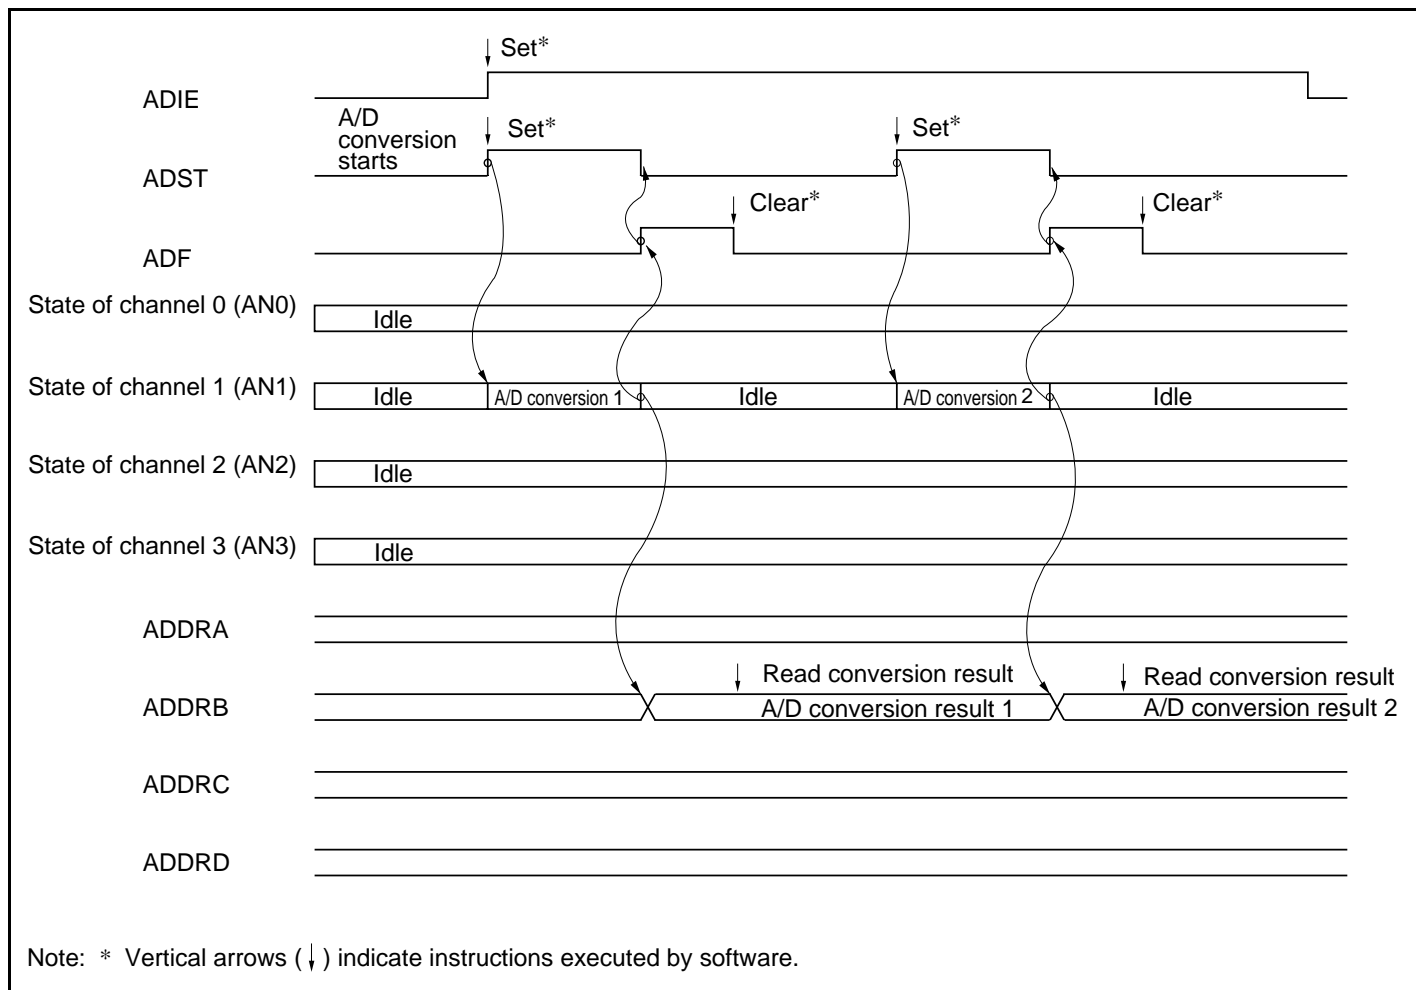 Set*
ADIE
A/D
conversion
starts
Set*
Set*
ADST
Clear*
Clear*
ADF
State of channel 0 (AN0)
Idle
State of channel 1 (AN1)
Idle
A/D conversion 1
Idle
A/D conversion 2
Idle
State of channel 2 (AN2)
Idle
State of channel 3 (AN3)
Idle
ADDRA
Read conversion result
Read conversion result
ADDRB
A/D conversion result 1
A/D conversion result 2
ADDRC
ADDRD
Note: * Vertical arrows (↓) indicate instructions executed by software.